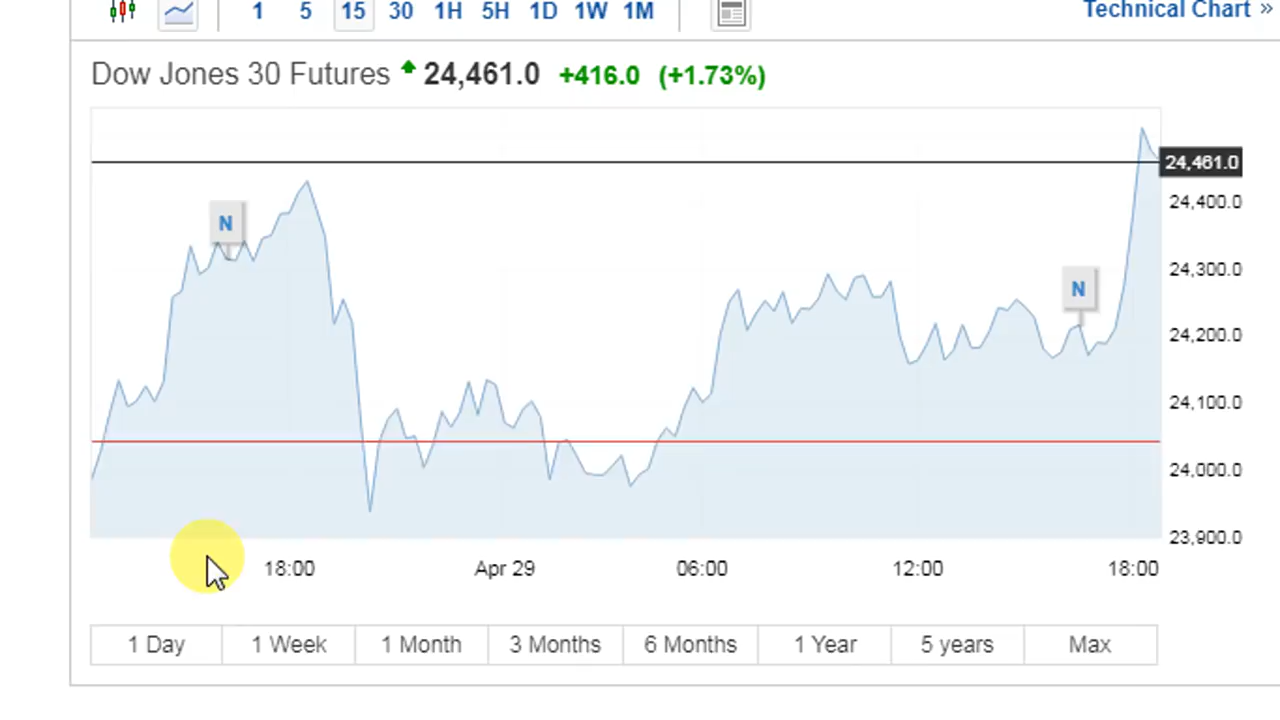 1 5 15 30 1H 5H 1D 1W 1M Technical Chart »
Dow Jones 30 Futures 24,461.0 +416.0 (+1.73%)
24,461.0
24,400.0
N
24,300.0
N
24,200.0
24,100.0
24,000.0
23,900.0
18:00 Apr 29 06:00 12:00 18:00
1 Day 1 Week 1 Month 3 Months 6 Months 1 Year 5 years Max